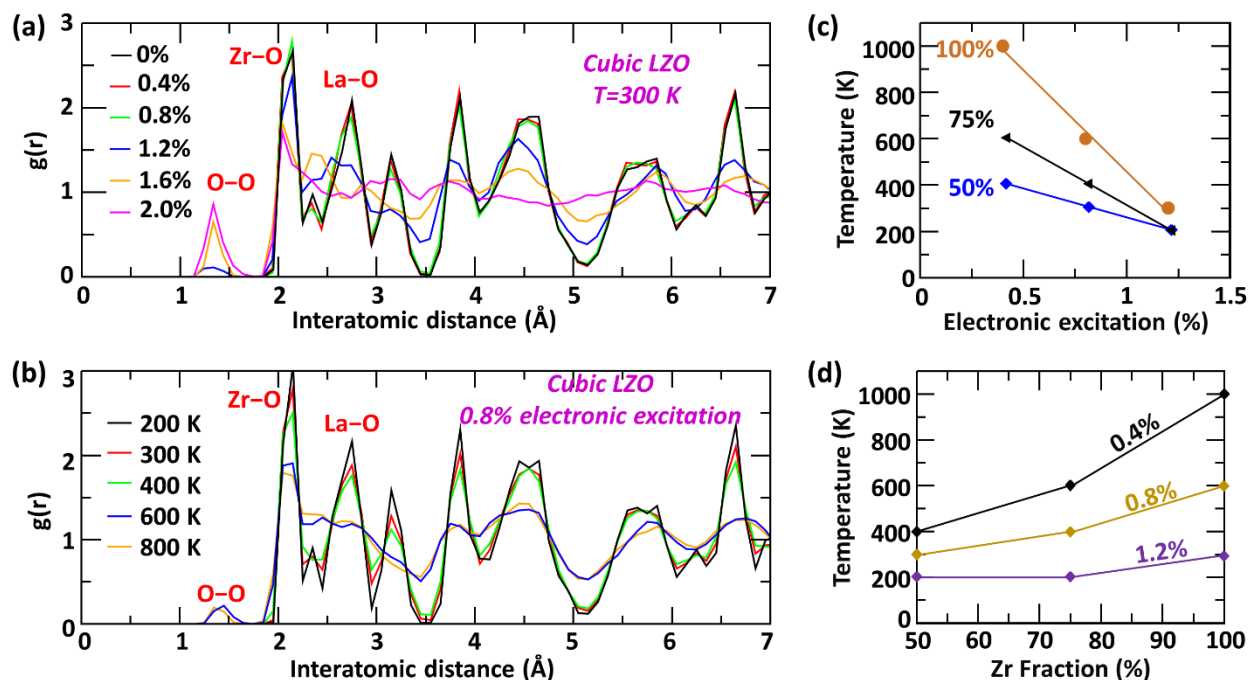 (a)
3
2
1
0
g(r)
0%
0.4%
0.8%
1.2%
1.6%
2.0%
Zr–O
La–O
O–O
Cubic LZO
T=300 K
0 1 2 3 4 5 6 7
Interatomic distance (Å)
(b)
3
2
1
0
g(r)
200 K
300 K
400 K
600 K
800 K
Zr–O
La–O
O–O
Cubic LZO
0.8% electronic excitation
0 1 2 3 4 5 6 7
Interatomic distance (Å)
(c)
1000
800
600
400
200
0
Temperature (K)
100%
75%
50%
0 0.5 1 1.5
Electronic excitation (%)
(d)
1000
800
600
400
200
0
Temperature (K)
0.4%
0.8%
1.2%
50 60 70 80 90 100
Zr Fraction (%)